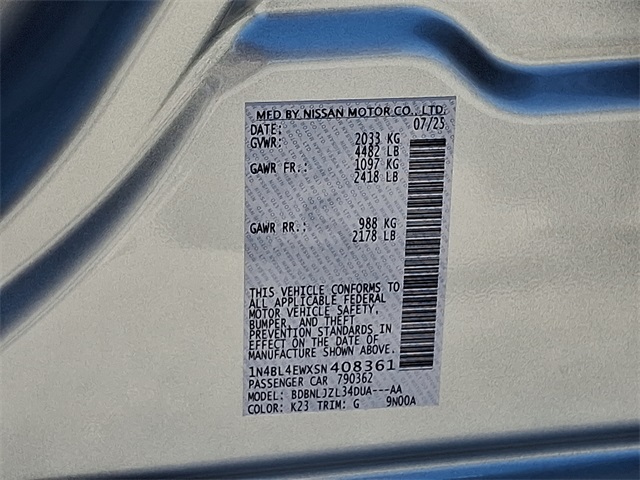 MFD BY NISSAN MOTOR CO., LTD.
DATE: 07/25
GVWR: 2033 KG
4482 LB
GAWR FR.: 1097 KG
2418 LB
GAWR RR.: 988 KG
2178 LB
THIS VEHICLE CONFORMS TO
ALL APPLICABLE FEDERAL
MOTOR VEHICLE SAFETY,
BUMPER, AND THEFT
PREVENTION STANDARDS IN
EFFECT ON THE DATE OF
MANUFACTURE SHOWN ABOVE.
1N4BL4EWXSN408361
PASSENGER CAR 790362
MODEL: BDBNLJZL34DUA---AA
COLOR: K23 TRIM: G 9N00A